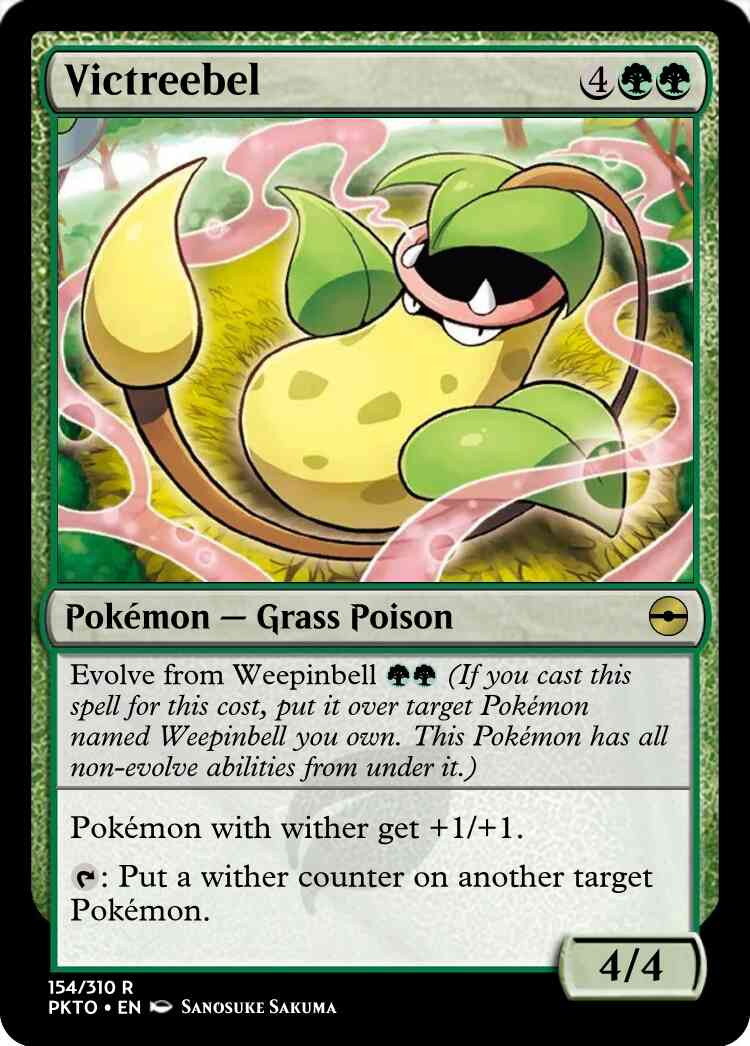 Victreebel 4
Pokémon — Grass Poison
Evolve from Weepinbell (If you cast this
spell for this cost, put it over target Pokémon
named Weepinbell you own. This Pokémon has all
non-evolve abilities from under it.)
Pokémon with wither get +1/+1.
: Put a wither counter on another target
Pokémon.
4/4
154/310 R
PKTO • EN Sanosuke Sakuma